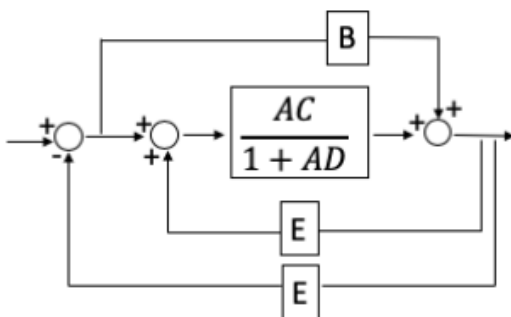 B
+ + + +
AC
+ - + 1 + AD
E
E